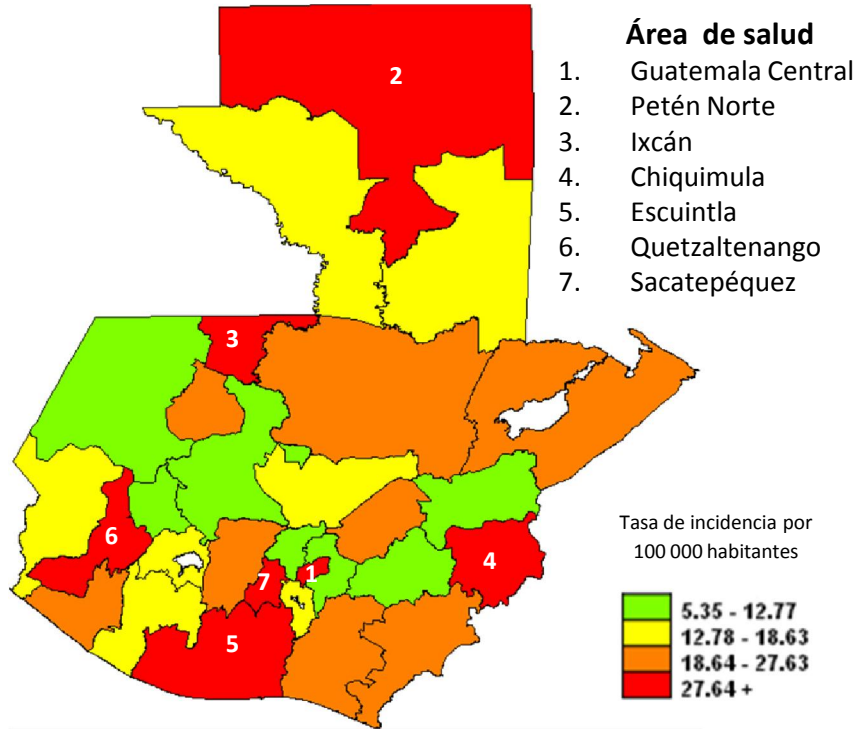 Área de salud
1. Guatemala Central
2. Petén Norte
3. Ixcán
4. Chiquimula
5. Escuintla
6. Quetzaltenango
7. Sacatepéquez
2
3
6
7
1
4
5
Tasa de incidencia por
100 000 habitantes
5.35 - 12.77
12.78 - 18.63
18.64 - 27.63
27.64 +